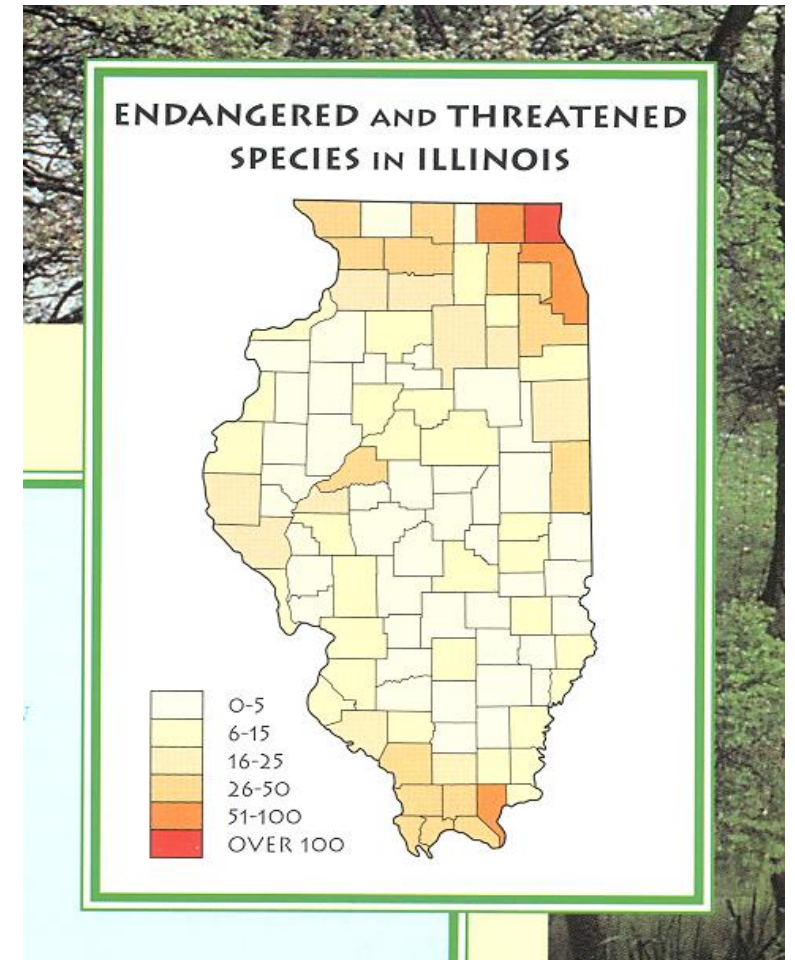 ENDANGERED AND THREATENED
SPECIES IN ILLINOIS
0-5
6-15
16-25
26-50
51-100
OVER 100